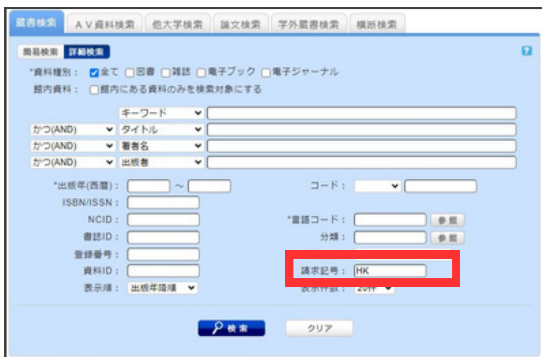 蔵書検索 AV資料検索 他大学検索 論文検索 学外蔵書検索 横断検索
簡易検索 詳細検索 ?
*資料種別： 全て 図書 雑誌 電子ブック 電子ジャーナル
館内資料： 館内にある資料のみを検索対象にする
キーワード
かつ(AND) タイトル
かつ(AND) 著者名
かつ(AND) 出版者
*出版年(西暦)： ～ コード：
ISBN/ISSN：
NCID： *言語コード： 参照
書誌ID： 分類： 参照
登録番号：
資料ID： 請求記号： HK
表示順： 出版年降順 表示件数： 20件
検索 クリア